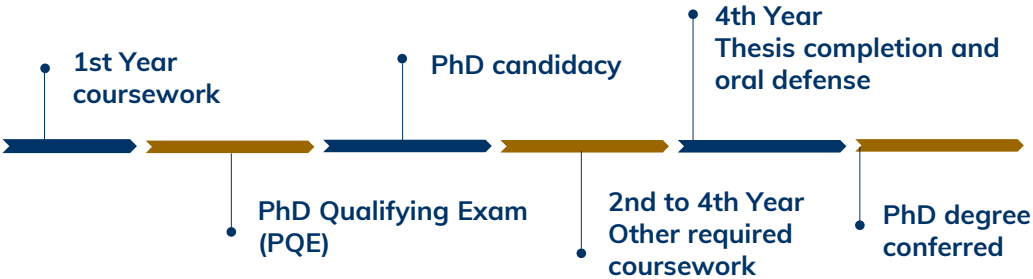 1st Year
coursework
PhD Qualifying Exam
(PQE)
PhD candidacy
2nd to 4th Year
Other required
coursework
4th Year
Thesis completion and
oral defense
PhD degree
conferred